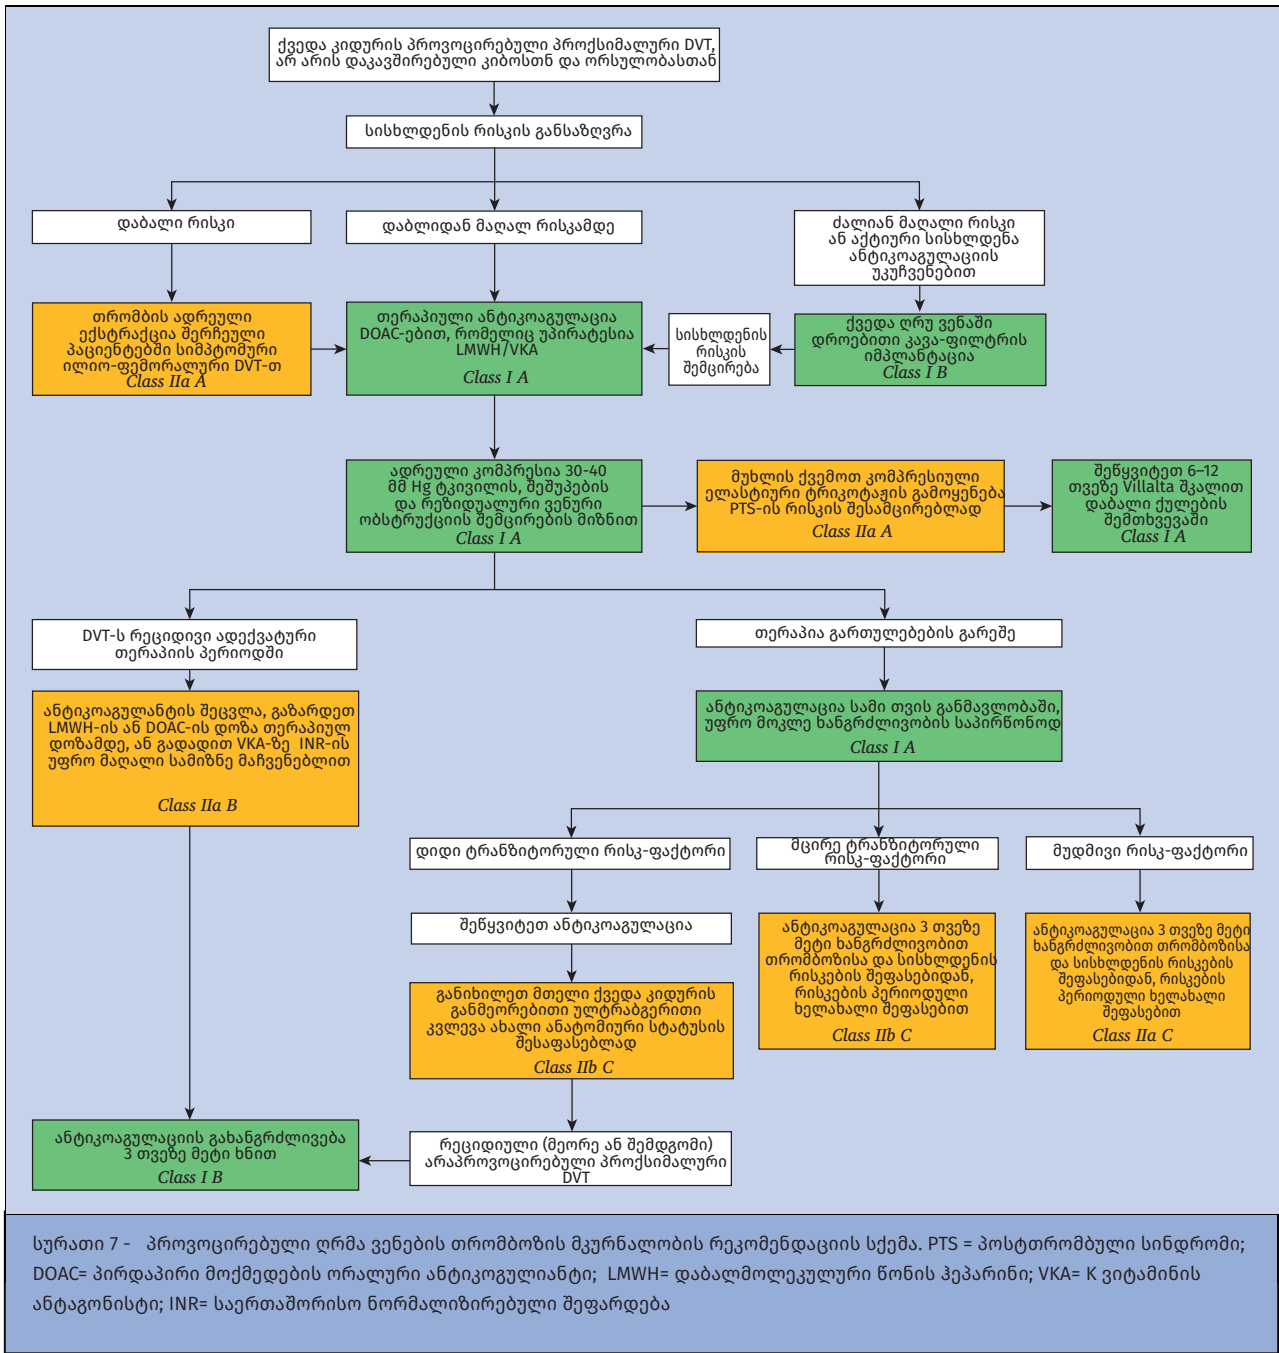 ქვედა კიდურის პროვოცირებული პროქსიმალური DVT,
არ არის დაკავშირებული კიბოსთნ და ორსულობასთან
სისხლდენის რისკის განსაზღვრა
დაბალი რისკი
დაბლიდან მაღალ რისკამდე
ძალიან მაღალი რისკი
ან აქტიური სისხლდენა
ანტიკოაგულაციის
უკუჩვენებით
თრომბის ადრეული
ექსტრაქცია შერჩეული
პაციენტებში სიმპტომური
ილიო-ფემორალური DVT-თ
Class IIa A
თერაპიული ანტიკოაგულაცია
DOAC-ებით, რომელიც უპირატესია
LMWH/VKA
Class I A
სისხლდენის
რისკის
შემცირება
ქვედა ღრუ ვენაში
დროებითი კავა-ფილტრის
იმპლანტაცია
Class I B
ადრეული კომპრესია 30-40
მმ Hg ტკივილის, შეშუპების
და რეზიდუალური ვენური
ობსტრუქციის შემცირების მიზნით
Class I A
მუხლის ქვემოთ კომპრესიული
ელასტიური ტრიკოტაჟის გამოყენება
PTS-ის რისკის შესამცირებლად
Class IIa A
შეწყვიტეთ 6–12
თვეზე Villalta შკალით
დაბალი ქულების
შემთხვევაში
Class I A
DVT-ს რეციდივი ადექვატური
თერაპიის პერიოდში
თერაპია გართულებების გარეშე
ანტიკოაგულანტის შეცვლა, გაზარდეთ
LMWH-ის ან DOAC-ის დოზა თერაპიულ
დოზამდე, ან გადადით VKA-ზე INR-ის
უფრო მაღალი სამიზნე მაჩვენებლით
Class IIa B
ანტიკოაგულაცია სამი თვის განმავლობაში,
უფრო მოკლე ხანგრძლივობის საპირწონოდ
Class I A
დიდი ტრანზიტორული რისკ-ფაქტორი
მცირე ტრანზიტორული
რისკ-ფაქტორი
მუდმივი რისკ-ფაქტორი
შეწყვიტეთ ანტიკოაგულაცია
ანტიკოაგულაცია 3 თვეზე
მეტი ხანგრძლივობით
თრომბოზისა და სისხლდენის
რისკების შეფასებიდან,
რისკების პერიოდული
ხელახალი შეფასებით
Class IIb C
ანტიკოაგულაცია 3 თვეზე მეტი
ხანგრძლივობით თრომბოზისა
და სისხლდენის რისკების
შეფასებიდან, რისკების
პერიოდული ხელახალი
შეფასებით
Class IIa C
განიხილეთ მთელი ქვედა კიდურის
განმეორებითი ულტრაბგერითი
კვლევა ახალი ანატომიური სტატუსის
შესაფასებლად
Class IIb C
ანტიკოაგულაციის გახანგრძლივება
3 თვეზე მეტი ხნით
Class I B
რეციდიული (მეორე ან შემდგომი)
არაპროვოცირებული პროქსიმალური
DVT
სურათი 7 - პროვოცირებული ღრმა ვენების თრომბოზის მკურნალობის რეკომენდაციის სქემა. PTS = პოსტთრომბული სინდრომი;
DOAC= პირდაპირი მოქმედების ორალური ანტიკოგულიანტი; LMWH= დაბალმოლეკულური წონის ჰეპარინი; VKA= K ვიტამინის
ანტაგონისტი; INR= საერთაშორისო ნორმალიზირებული შეფარდება